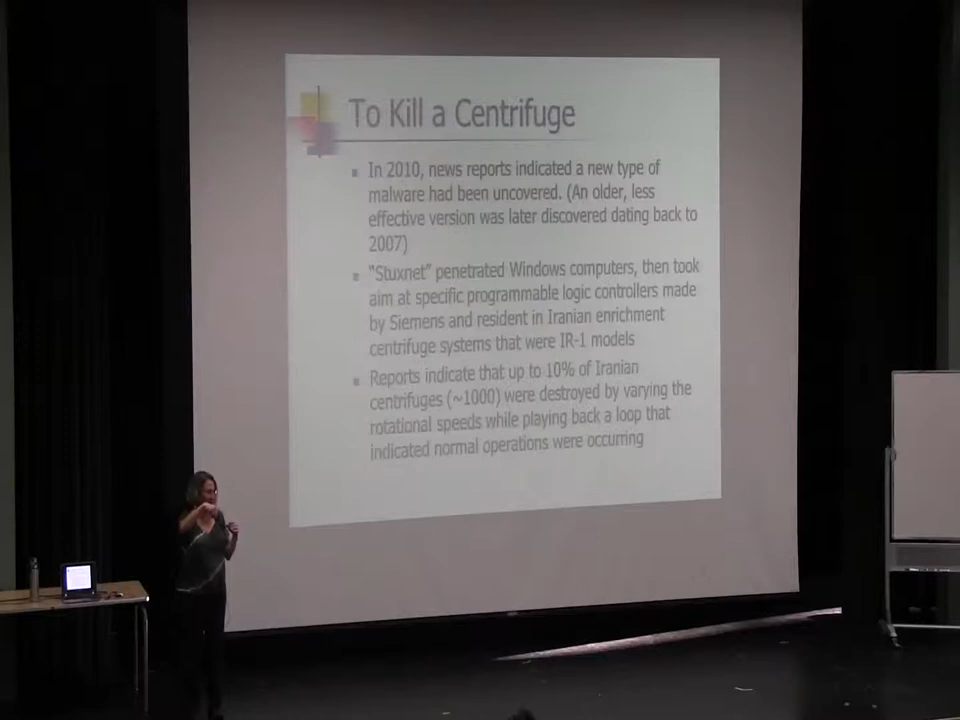 To Kill a Centrifuge
In 2010, news reports indicated a new type of
malware had been uncovered. (An older, less
effective version was later discovered dating back to
2007)
"Stuxnet" penetrated Windows computers, then took
aim at specific programmable logic controllers made
by Siemens and resident in Iranian enrichment
centrifuge systems that were IR-1 models
Reports indicate that up to 10% of Iranian
centrifuges (~1000) were destroyed by varying the
rotational speeds while playing back a loop that
indicated normal operations were occurring